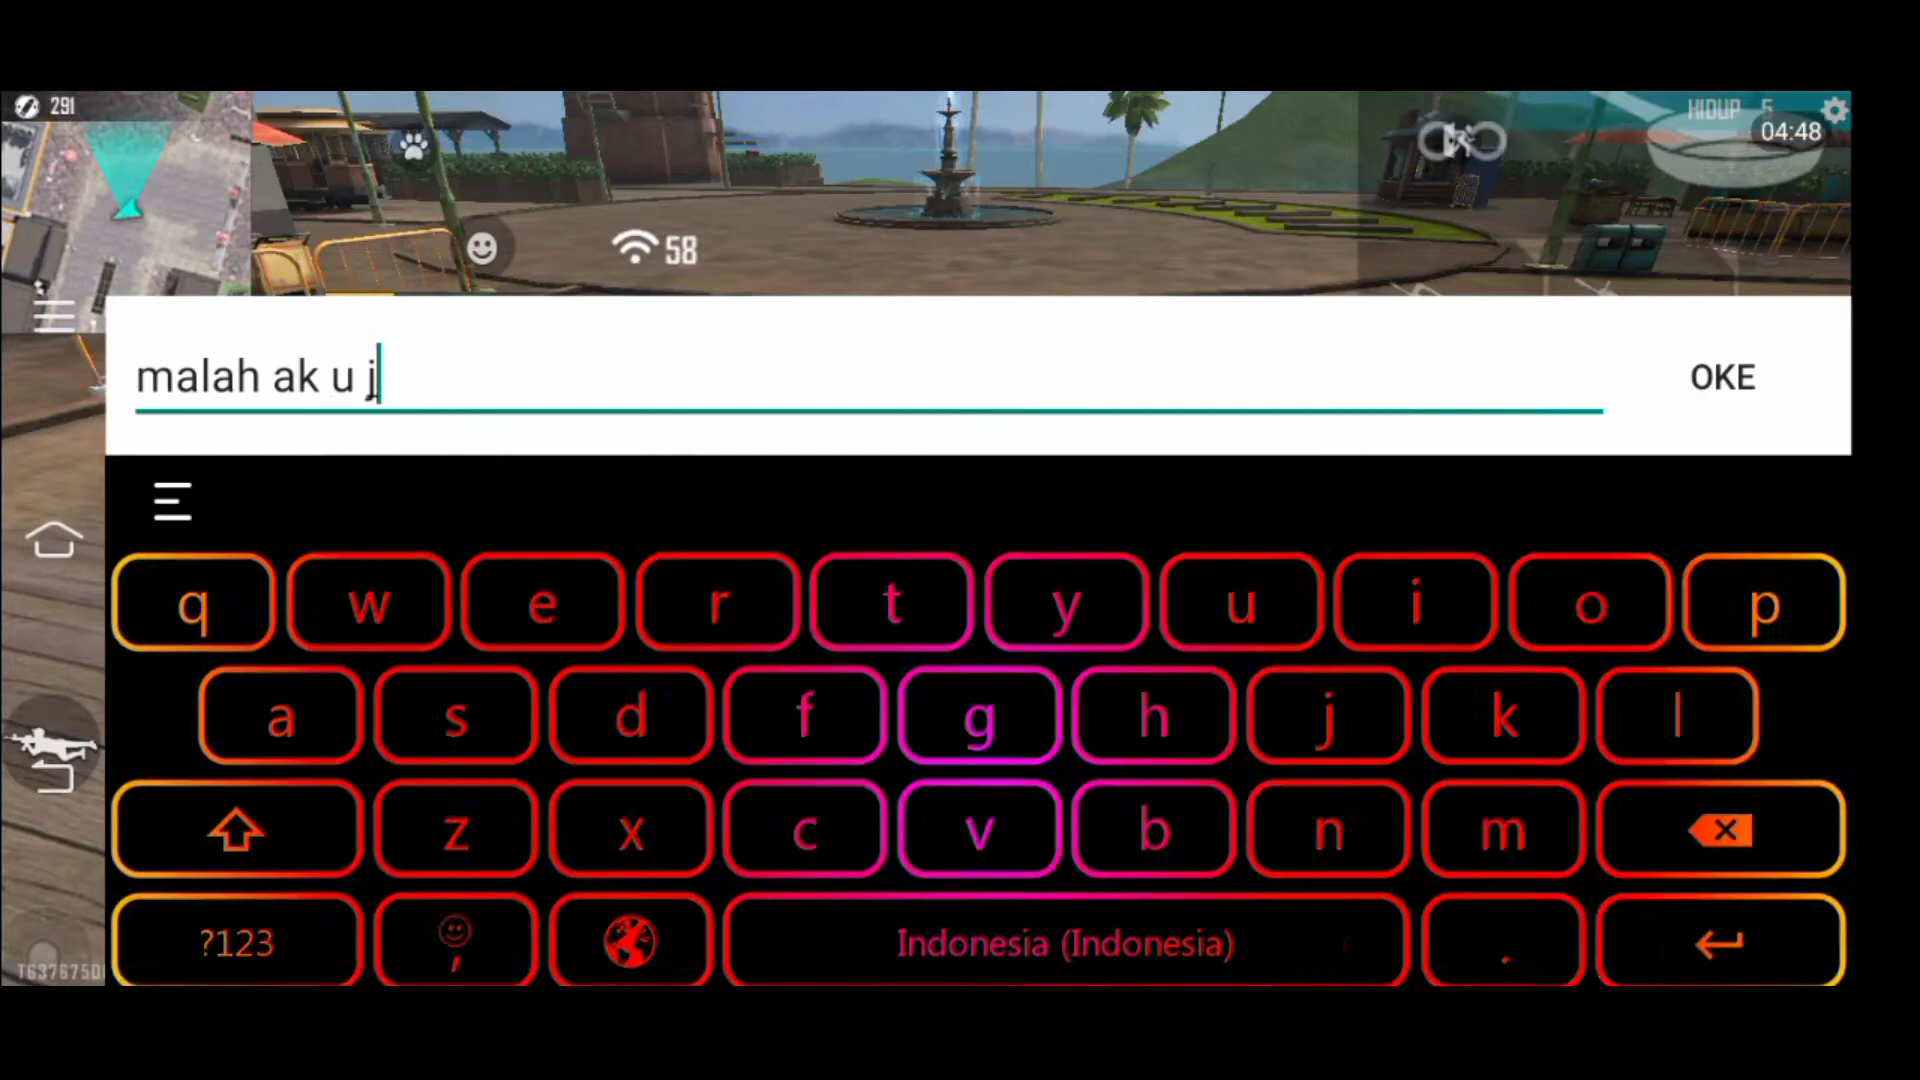 291
HIDUP 5
04:48
58
malah ak u j
OKE
q w e r t y u i o p
a s d f g h j k l
z x c v b n m
?123 , Indonesia (Indonesia) .